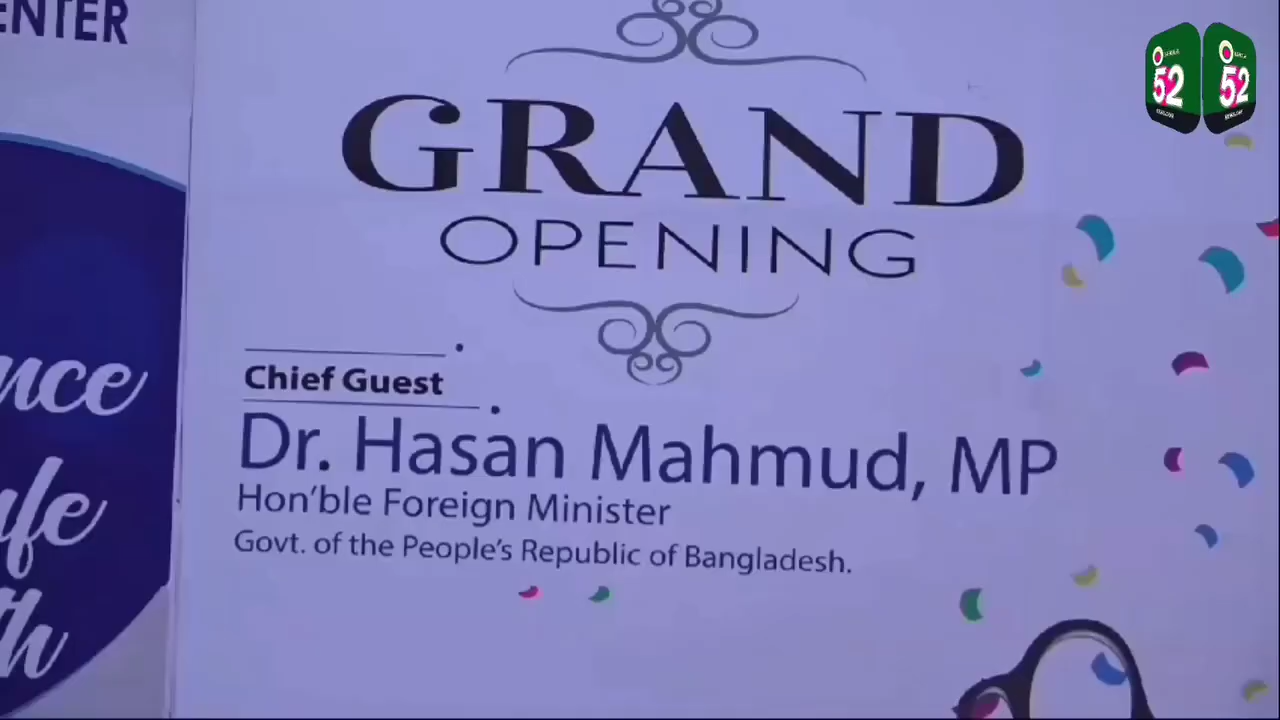 GRAND
OPENING
Chief Guest
Dr. Hasan Mahmud, MP
Hon'ble Foreign Minister
Govt. of the People's Republic of Bangladesh.
52
52